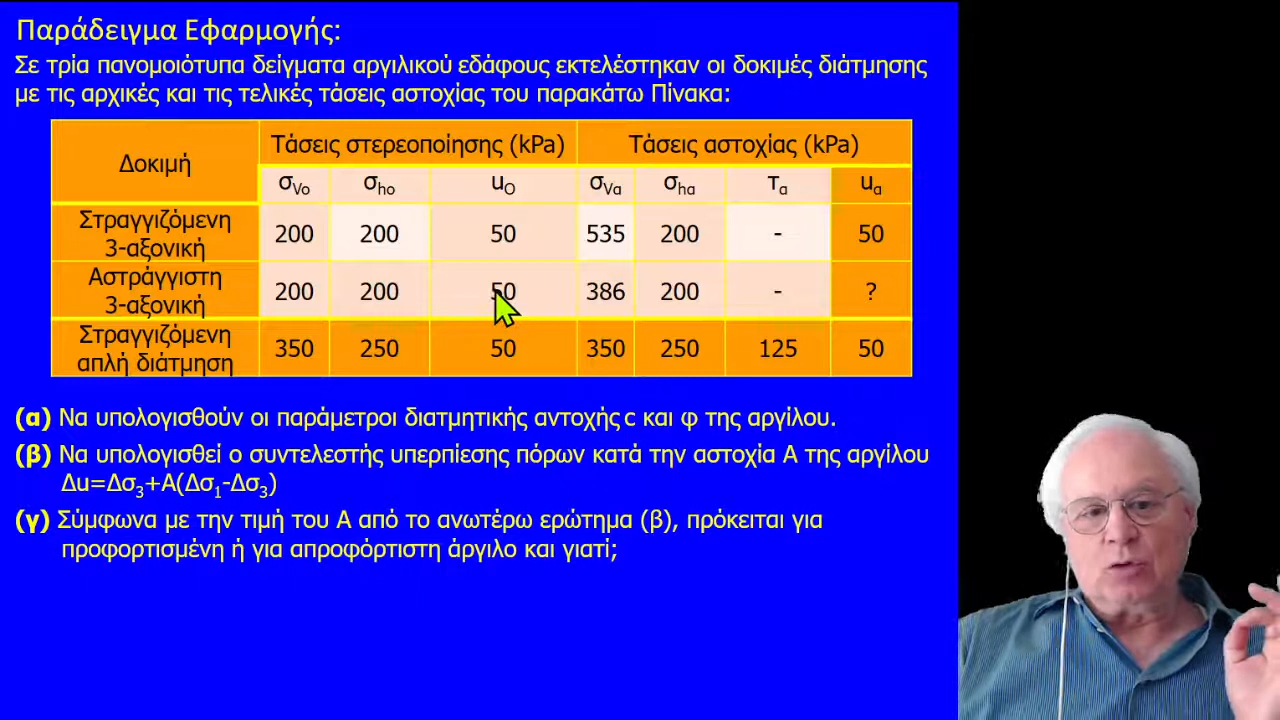 Παράδειγμα Εφαρμογής:
Σε τρία πανομοιότυπα δείγματα αργιλικού εδάφους εκτελέστηκαν οι δοκιμές διάτμησης
με τις αρχικές και τις τελικές τάσεις αστοχίας του παρακάτω Πίνακα:
Δοκιμή Τάσεις στερεοποίησης (kPa) Τάσεις αστοχίας (kPa)
σVo σho uO σVα σhα τα uα
Στραγγιζόμενη
3-αξονική 200 200 50 535 200 - 50
Αστράγγιστη
3-αξονική 200 200 50 386 200 - ?
Στραγγιζόμενη
απλή διάτμηση 350 250 50 350 250 125 50
(α) Να υπολογισθούν οι παράμετροι διατμητικής αντοχής c και φ της αργίλου.
(β) Να υπολογισθεί ο συντελεστής υπερπίεσης πόρων κατά την αστοχία Α της αργίλου
Δu=Δσ3+A(Δσ1-Δσ3)
(γ) Σύμφωνα με την τιμή του Α από το ανωτέρω ερώτημα (β), πρόκειται για
προφορτισμένη ή για απροφόρτιστη άργιλο και γιατί;